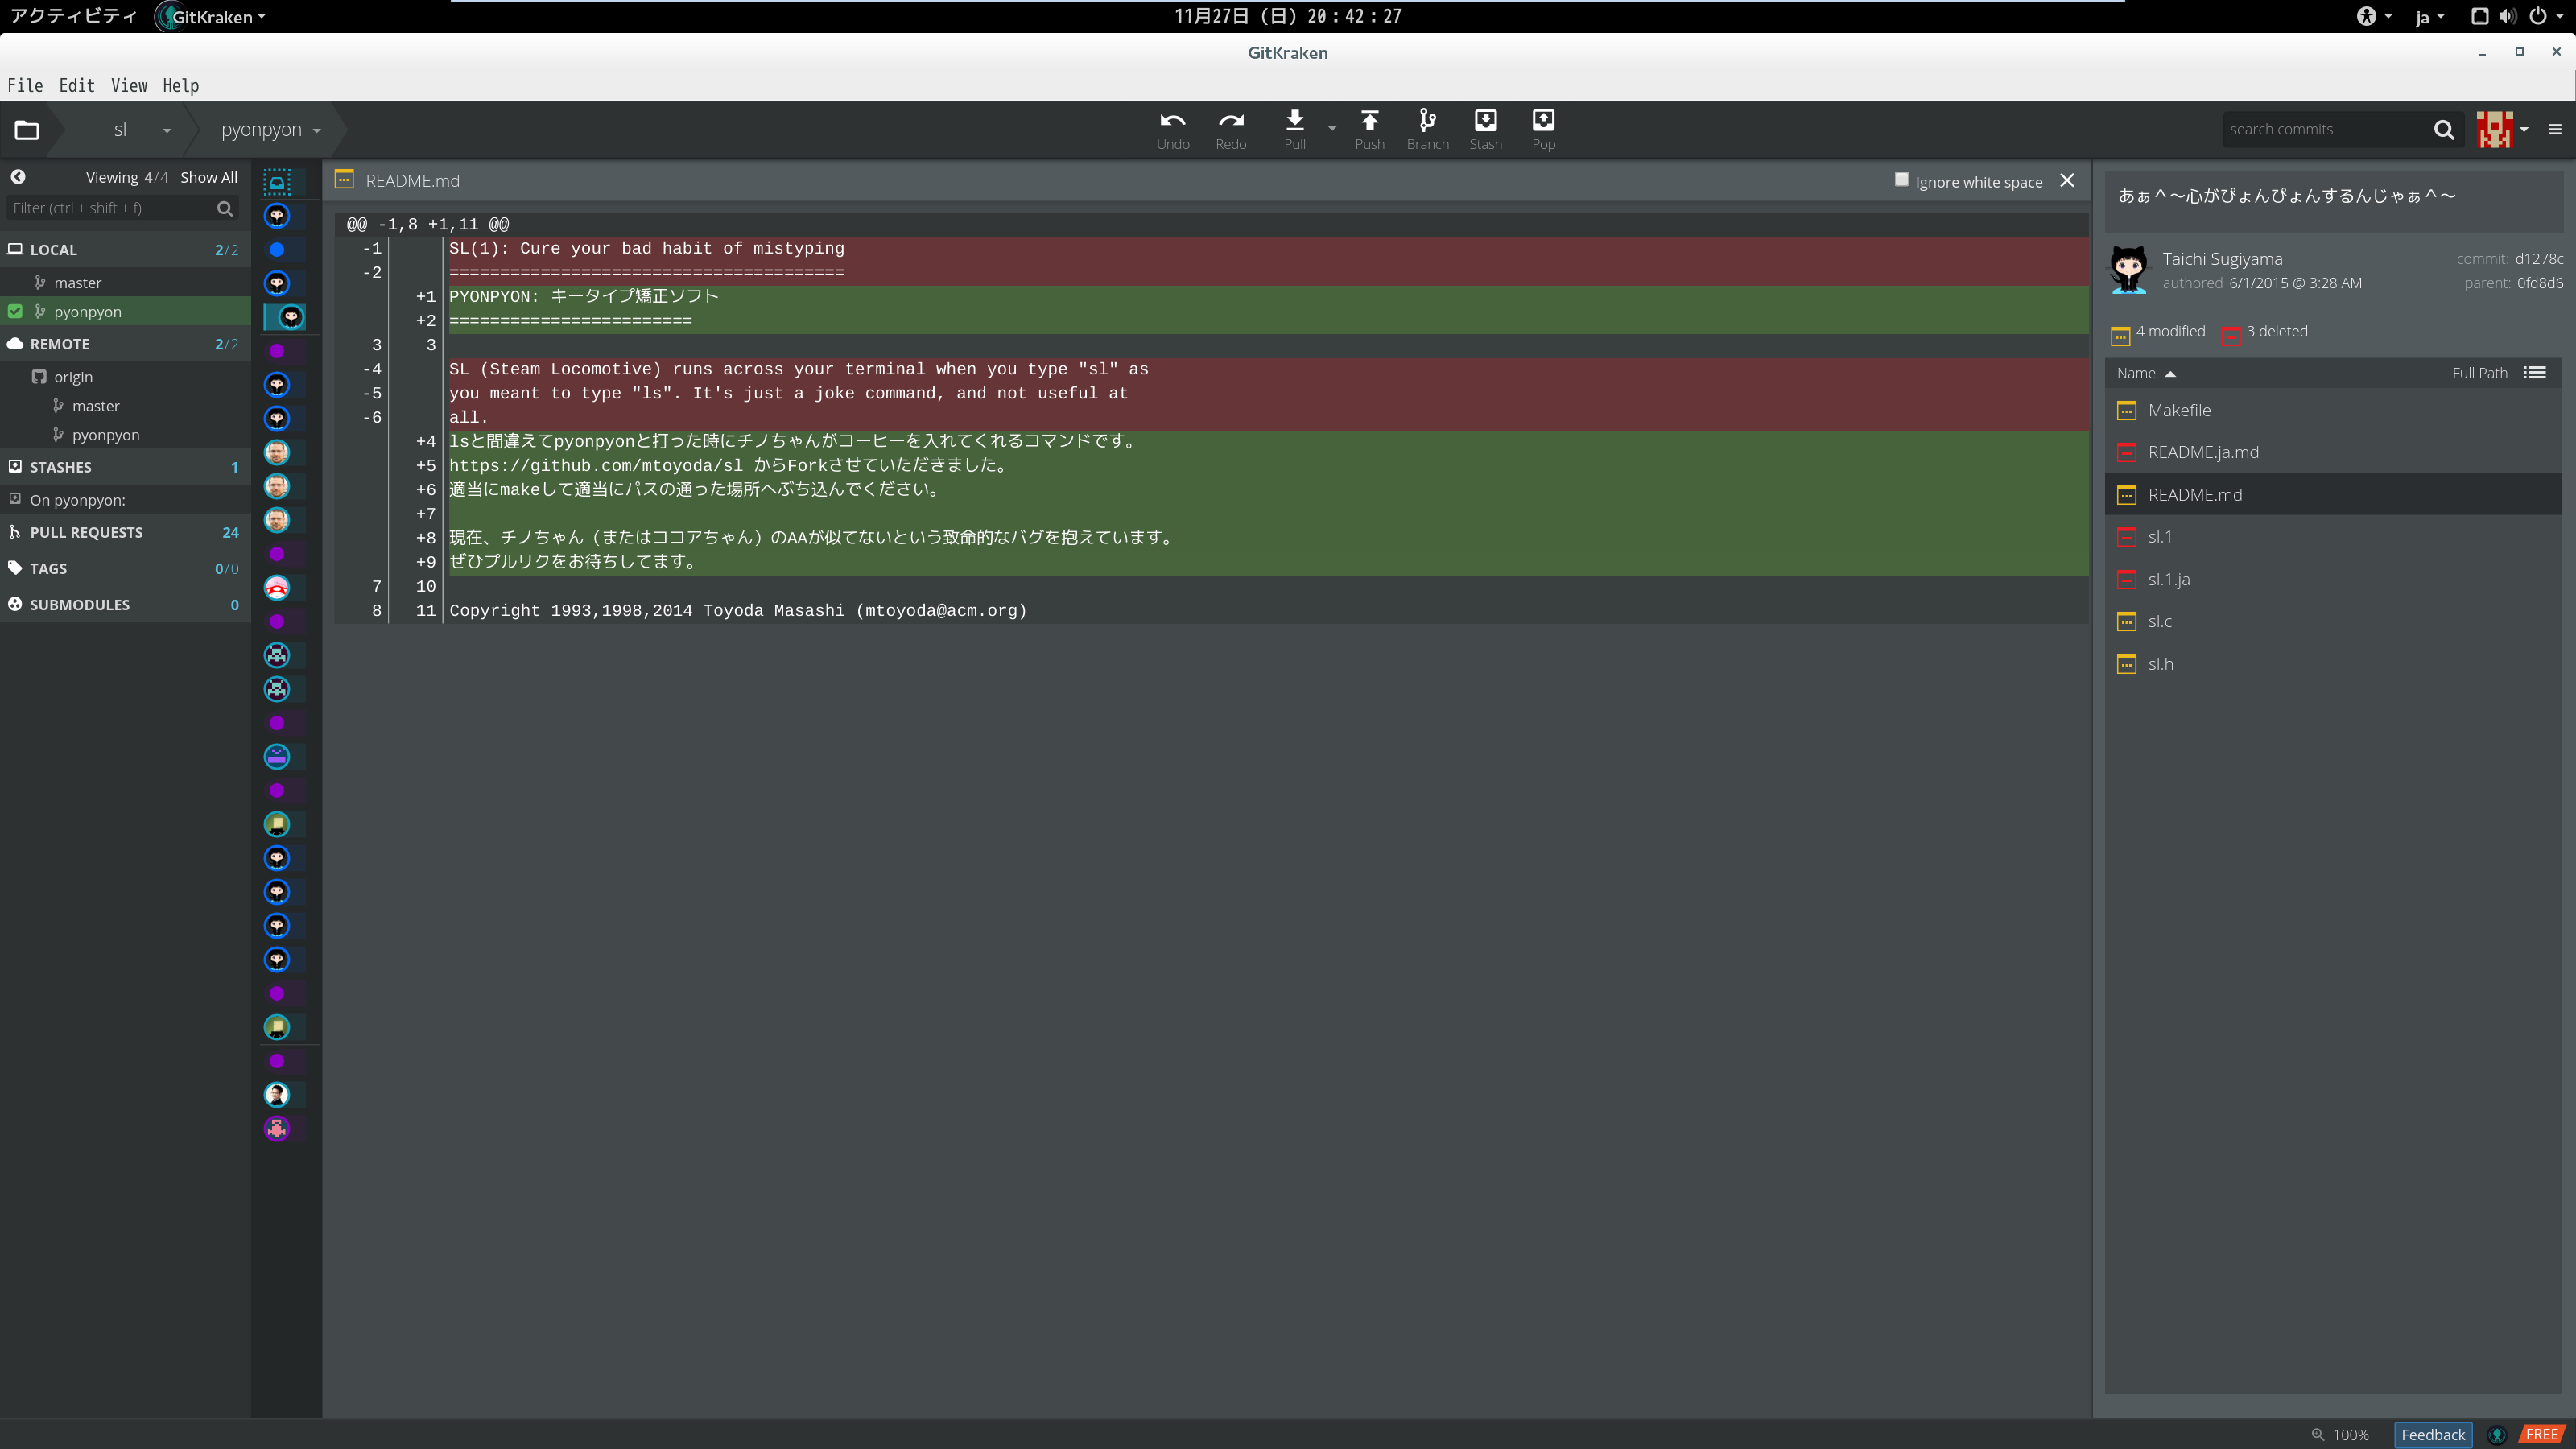 アクティビティ GitKraken 11月27日 (日) 20:42:27 ja
GitKraken
File Edit View Help
sl pyonpyon Undo Redo Pull Push Branch Stash Pop search commits
Viewing 4/4 Show All
Filter (ctrl + shift + f)
LOCAL 2/2
master
pyonpyon
REMOTE 2/2
origin
master
pyonpyon
STASHES 1
On pyonpyon:
PULL REQUESTS 24
TAGS 0/0
SUBMODULES 0
README.md Ignore white space
@@ -1,8 +1,11 @@
-1 SL(1): Cure your bad habit of mistyping
-2 =======================================
+1 PYONPYON: キータイプ矯正ソフト
+2 ========================
3 3
-4 SL (Steam Locomotive) runs across your terminal when you type "sl" as
-5 you meant to type "ls". It's just a joke command, and not useful at
-6 all.
+4 lsと間違えてpyonpyonと打った時にチノちゃんがコーヒーを入れてくれるコマンドです。
+5 https://github.com/mtoyoda/sl からForkさせていただきました。
+6 適当にmakeして適当にパスの通った場所へぶち込んでください。
+7
+8 現在、チノちゃん（またはココアちゃん）のAAが似てないという致命的なバグを抱えています。
+9 ぜひプルリクをお待ちしてます。
7 10
8 11 Copyright 1993,1998,2014 Toyoda Masashi (mtoyoda@acm.org)
あぁ^～心がぴょんぴょんするんじゃぁ^～
Taichi Sugiyama commit: d1278c
authored 6/1/2015 @ 3:28 AM parent: 0fd8d6
4 modified 3 deleted
Name Full Path
Makefile
README.ja.md
README.md
sl.1
sl.1.ja
sl.c
sl.h
100% Feedback FREE